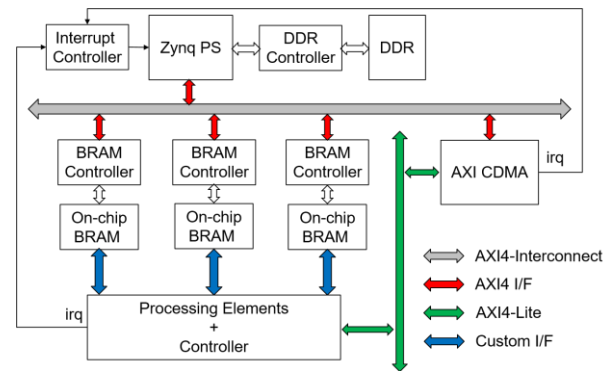 Interrupt
Controller
Zynq PS
DDR
Controller
DDR
BRAM
Controller
BRAM
Controller
BRAM
Controller
AXI CDMA
irq
On-chip
BRAM
On-chip
BRAM
On-chip
BRAM
irq
Processing Elements
+
Controller
AXI4-Interconnect
AXI4 I/F
AXI4-Lite
Custom I/F